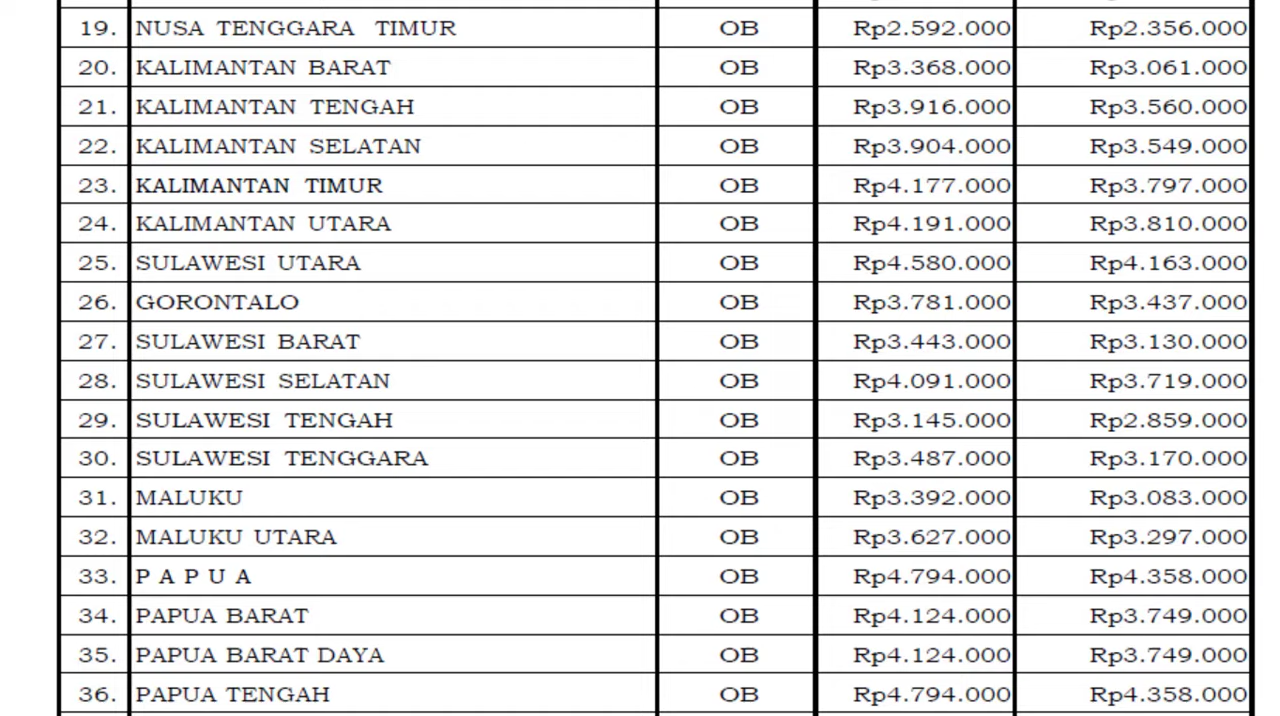 19. NUSA TENGGARA TIMUR OB Rp2.592.000 Rp2.356.000
20. KALIMANTAN BARAT OB Rp3.368.000 Rp3.061.000
21. KALIMANTAN TENGAH OB Rp3.916.000 Rp3.560.000
22. KALIMANTAN SELATAN OB Rp3.904.000 Rp3.549.000
23. KALIMANTAN TIMUR OB Rp4.177.000 Rp3.797.000
24. KALIMANTAN UTARA OB Rp4.191.000 Rp3.810.000
25. SULAWESI UTARA OB Rp4.580.000 Rp4.163.000
26. GORONTALO OB Rp3.781.000 Rp3.437.000
27. SULAWESI BARAT OB Rp3.443.000 Rp3.130.000
28. SULAWESI SELATAN OB Rp4.091.000 Rp3.719.000
29. SULAWESI TENGAH OB Rp3.145.000 Rp2.859.000
30. SULAWESI TENGGARA OB Rp3.487.000 Rp3.170.000
31. MALUKU OB Rp3.392.000 Rp3.083.000
32. MALUKU UTARA OB Rp3.627.000 Rp3.297.000
33. P A P U A OB Rp4.794.000 Rp4.358.000
34. PAPUA BARAT OB Rp4.124.000 Rp3.749.000
35. PAPUA BARAT DAYA OB Rp4.124.000 Rp3.749.000
36. PAPUA TENGAH OB Rp4.794.000 Rp4.358.000